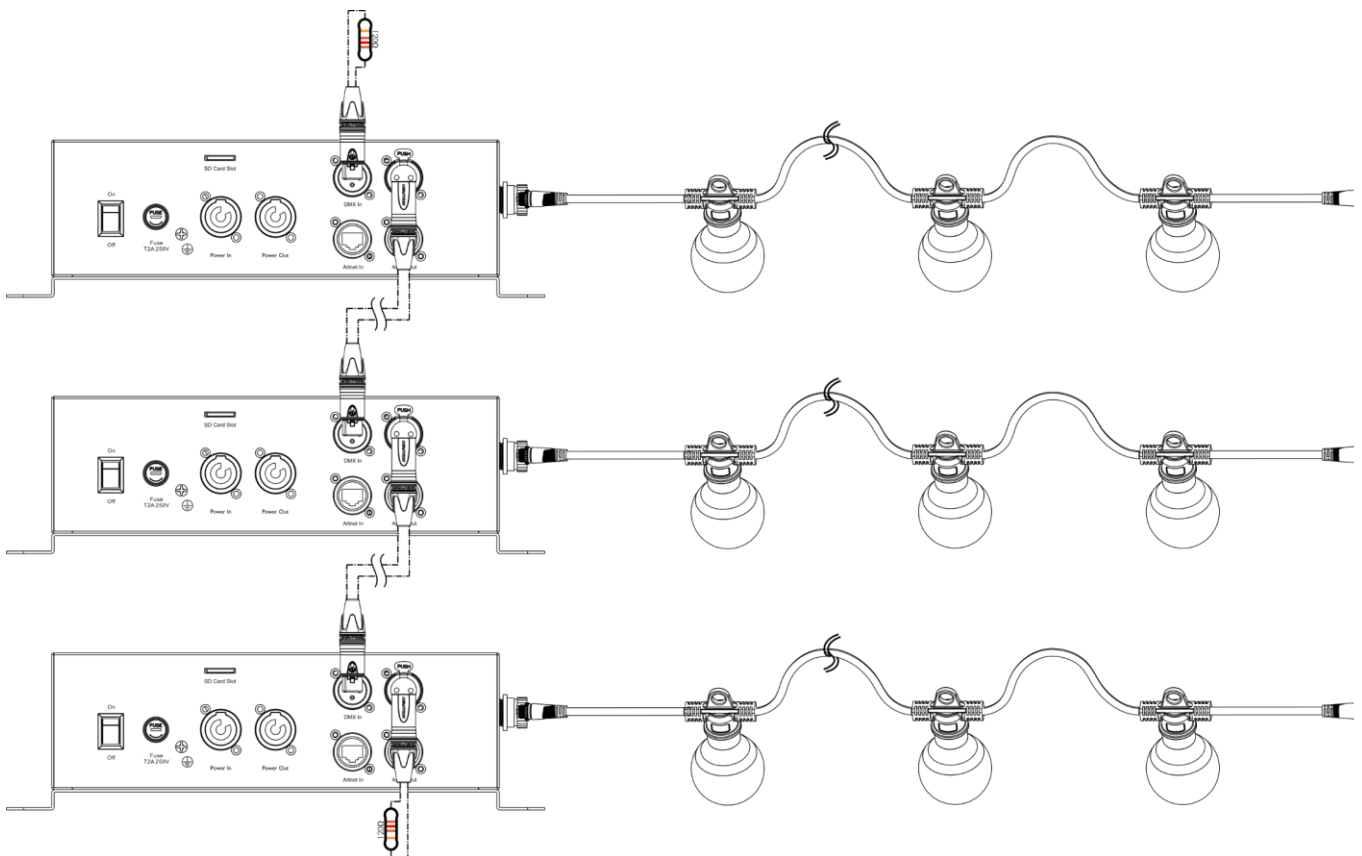 120Ω
PUSH
SD Card Slot
On
FUSE
DMX In
Off
Fuse
T2A 250V
Power In
Power Out
Artnet In
PUSH
SD Card Slot
On
FUSE
DMX In
Off
Fuse
T2A 250V
Power In
Power Out
Artnet In
PUSH
SD Card Slot
On
FUSE
DMX In
Off
Fuse
T2A 250V
Power In
Power Out
Artnet In
120Ω